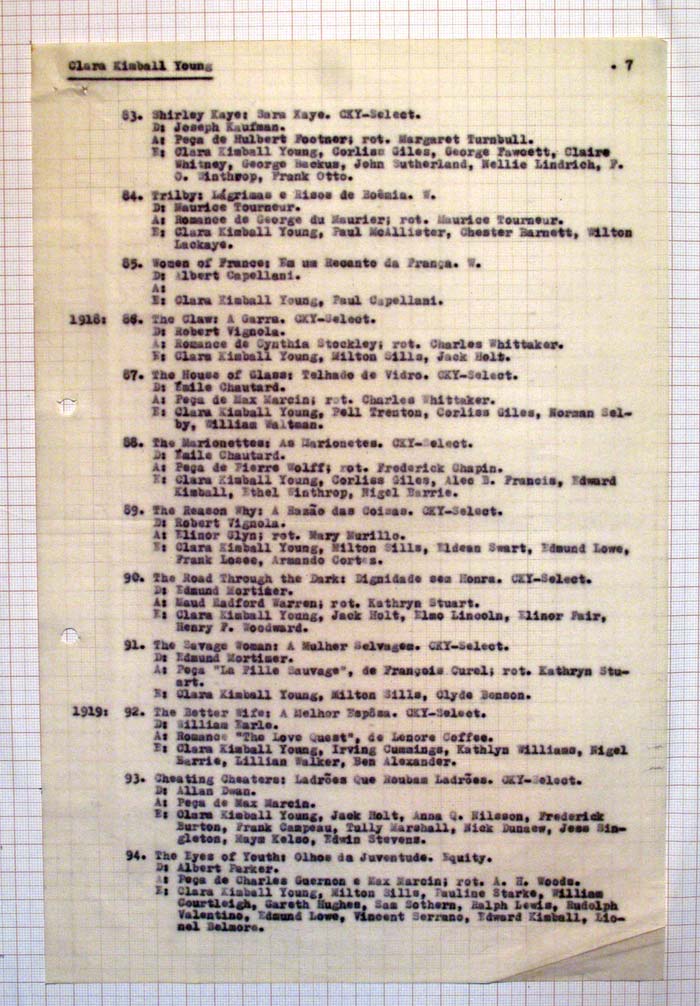 Clara Kimball Young
. 7
83. Shirley Kaye: Sara Kaye. CKY-Select.
D: Joseph Kaufman.
A: Peça de Hulbert Footner; rot. Margaret Turnbull.
E: Clara Kimball Young, Corliss Giles, George Fawcett, Claire
Whitney, George Backus, John Sutherland, Nellie Lindrich, F.
O. Winthrop, Frank Otto.
84. Trilby: Lágrimas e Risos de Boêmia. W.
D: Maurice Tourneur.
A: Romance de George du Maurier; rot. Maurice Tourneur.
E: Clara Kimball Young, Paul McAllister, Chester Barnett, Wilton
Lackaye.
85. Women of France: Em um Recanto da França. W.
D: Albert Capellani.
A:
E: Clara Kimball Young, Paul Capellani.
1918: 86. The Claw: A Garra. CKY-Select.
D: Robert Vignola.
A: Romance de Cynthia Stockley; rot. Charles Whittaker.
E: Clara Kimball Young, Milton Sills, Jack Holt.
87. The House of Glass: Telhado de Vidro. CKY-Select.
D: Émile Chautard.
A: Peça de Max Marcin; rot. Charles Whittaker.
E: Clara Kimball Young, Pell Trenton, Corliss Giles, Norman Sel-
by, William Waltman.
88. The Marionettes: As Marionetes. CKY-Select.
D: Émile Chautard.
A: Peça de Pierre Wolff; rot. Frederick Chapin.
E: Clara Kimball Young, Corliss Giles, Alec B. Francis, Edward
Kimball, Ethel Winthrop, Nigel Barrie.
89. The Reason Why: A Razão das Coisas. CKY-Select.
D: Robert Vignola.
A: Elinor Glyn; rot. Mary Murillo.
E: Clara Kimball Young, Milton Sills, Eldean Swart, Edmund Lowe,
Frank Losee, Armando Cortes.
90. The Road Through the Dark: Dignidade sem Honra. CKY-Select.
D: Edmund Mortimer.
A: Maud Radford Warren; rot. Kathryn Stuart.
E: Clara Kimball Young, Jack Holt, Elmo Lincoln, Elinor Fair,
Henry F. Woodward.
91. The Savage Woman: A Mulher Selvagem. CKY-Select.
D: Edmund Mortimer.
A: Peça "La Fille Sauvage", de François Curel; rot. Kathryn Stu-
art.
E: Clara Kimball Young, Milton Sills, Clyde Benson.
1919: 92. The Better Wife: A Melhor Espôsa. CKY-Select.
D: William Earle.
A: Romance "The Love Quest", de Lenore Coffee.
E: Clara Kimball Young, Irving Cummings, Kathlyn Williams, Nigel
Barrie, Lillian Walker, Ben Alexander.
93. Cheating Cheaters: Ladrões Que Roubam Ladrões. CKY-Select.
D: Allan Dwan.
A: Peça de Max Marcin.
E: Clara Kimball Young, Jack Holt, Anna Q. Nilsson, Frederick
Burton, Frank Campeau, Tully Marshall, Nick Dunaew, Jess Sin-
gleton, Mayme Kelso, Edwin Stevens.
94. The Eyes of Youth: Olhos da Juventude. Equity.
D: Albert Parker.
A: Peça de Charles Guernon e Max Marcin; rot. A. H. Woods.
E: Clara Kimball Young, Milton Sills, Pauline Starke, William
Courtleigh, Gareth Hughes, Sam Sothern, Ralph Lewis, Rudolph
Valentino, Edmund Lowe, Vincent Serrano, Edward Kimball, Lio-
nel Belmore.